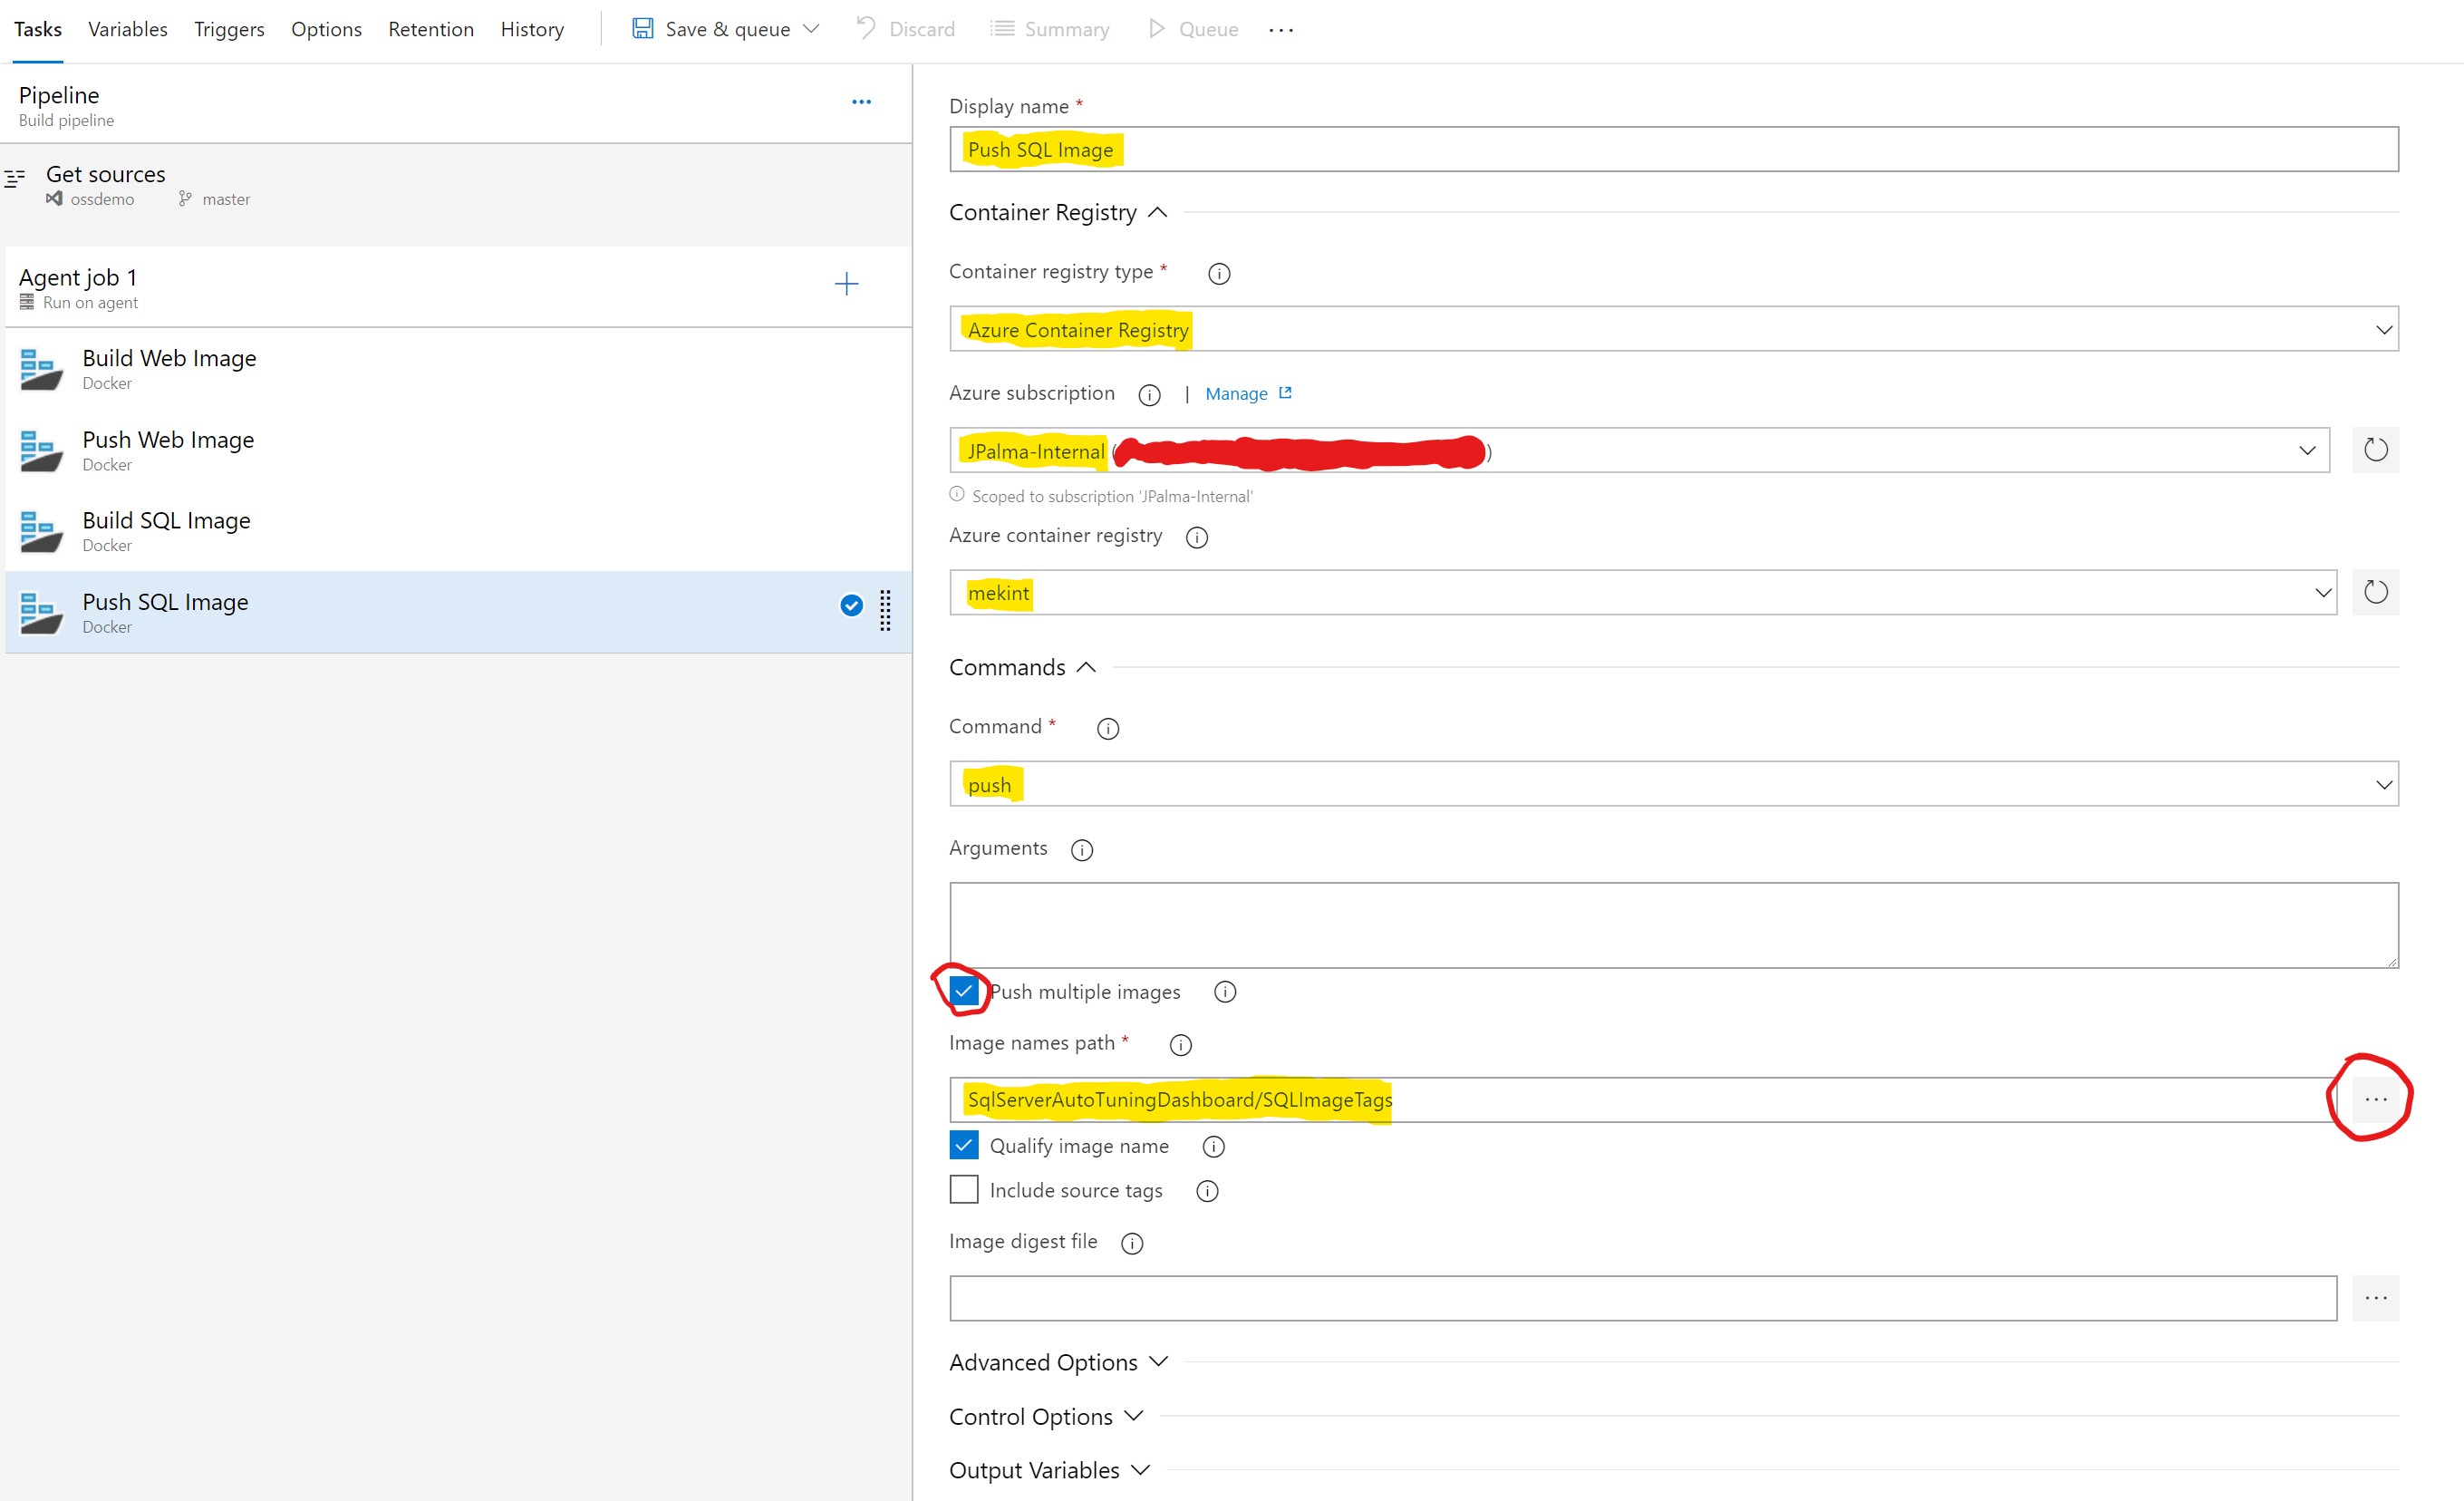 Tasks Variables Triggers Options Retention History Save & queue Discard Summary Queue ...
Pipeline
Build pipeline
Get sources
ossdemo master
Agent job 1
Run on agent
Build Web Image
Docker
Push Web Image
Docker
Build SQL Image
Docker
Push SQL Image
Docker
Display name *
Push SQL Image
Container Registry
Container registry type *
Azure Container Registry
Azure subscription | Manage
JPalma-Internal ( )
Scoped to subscription 'JPalma-Internal'
Azure container registry
mekint
Commands
Command *
push
Arguments
Push multiple images
Image names path *
SqlServerAutoTuningDashboard/SQLImageTags
Qualify image name
Include source tags
Image digest file
Advanced Options
Control Options
Output Variables